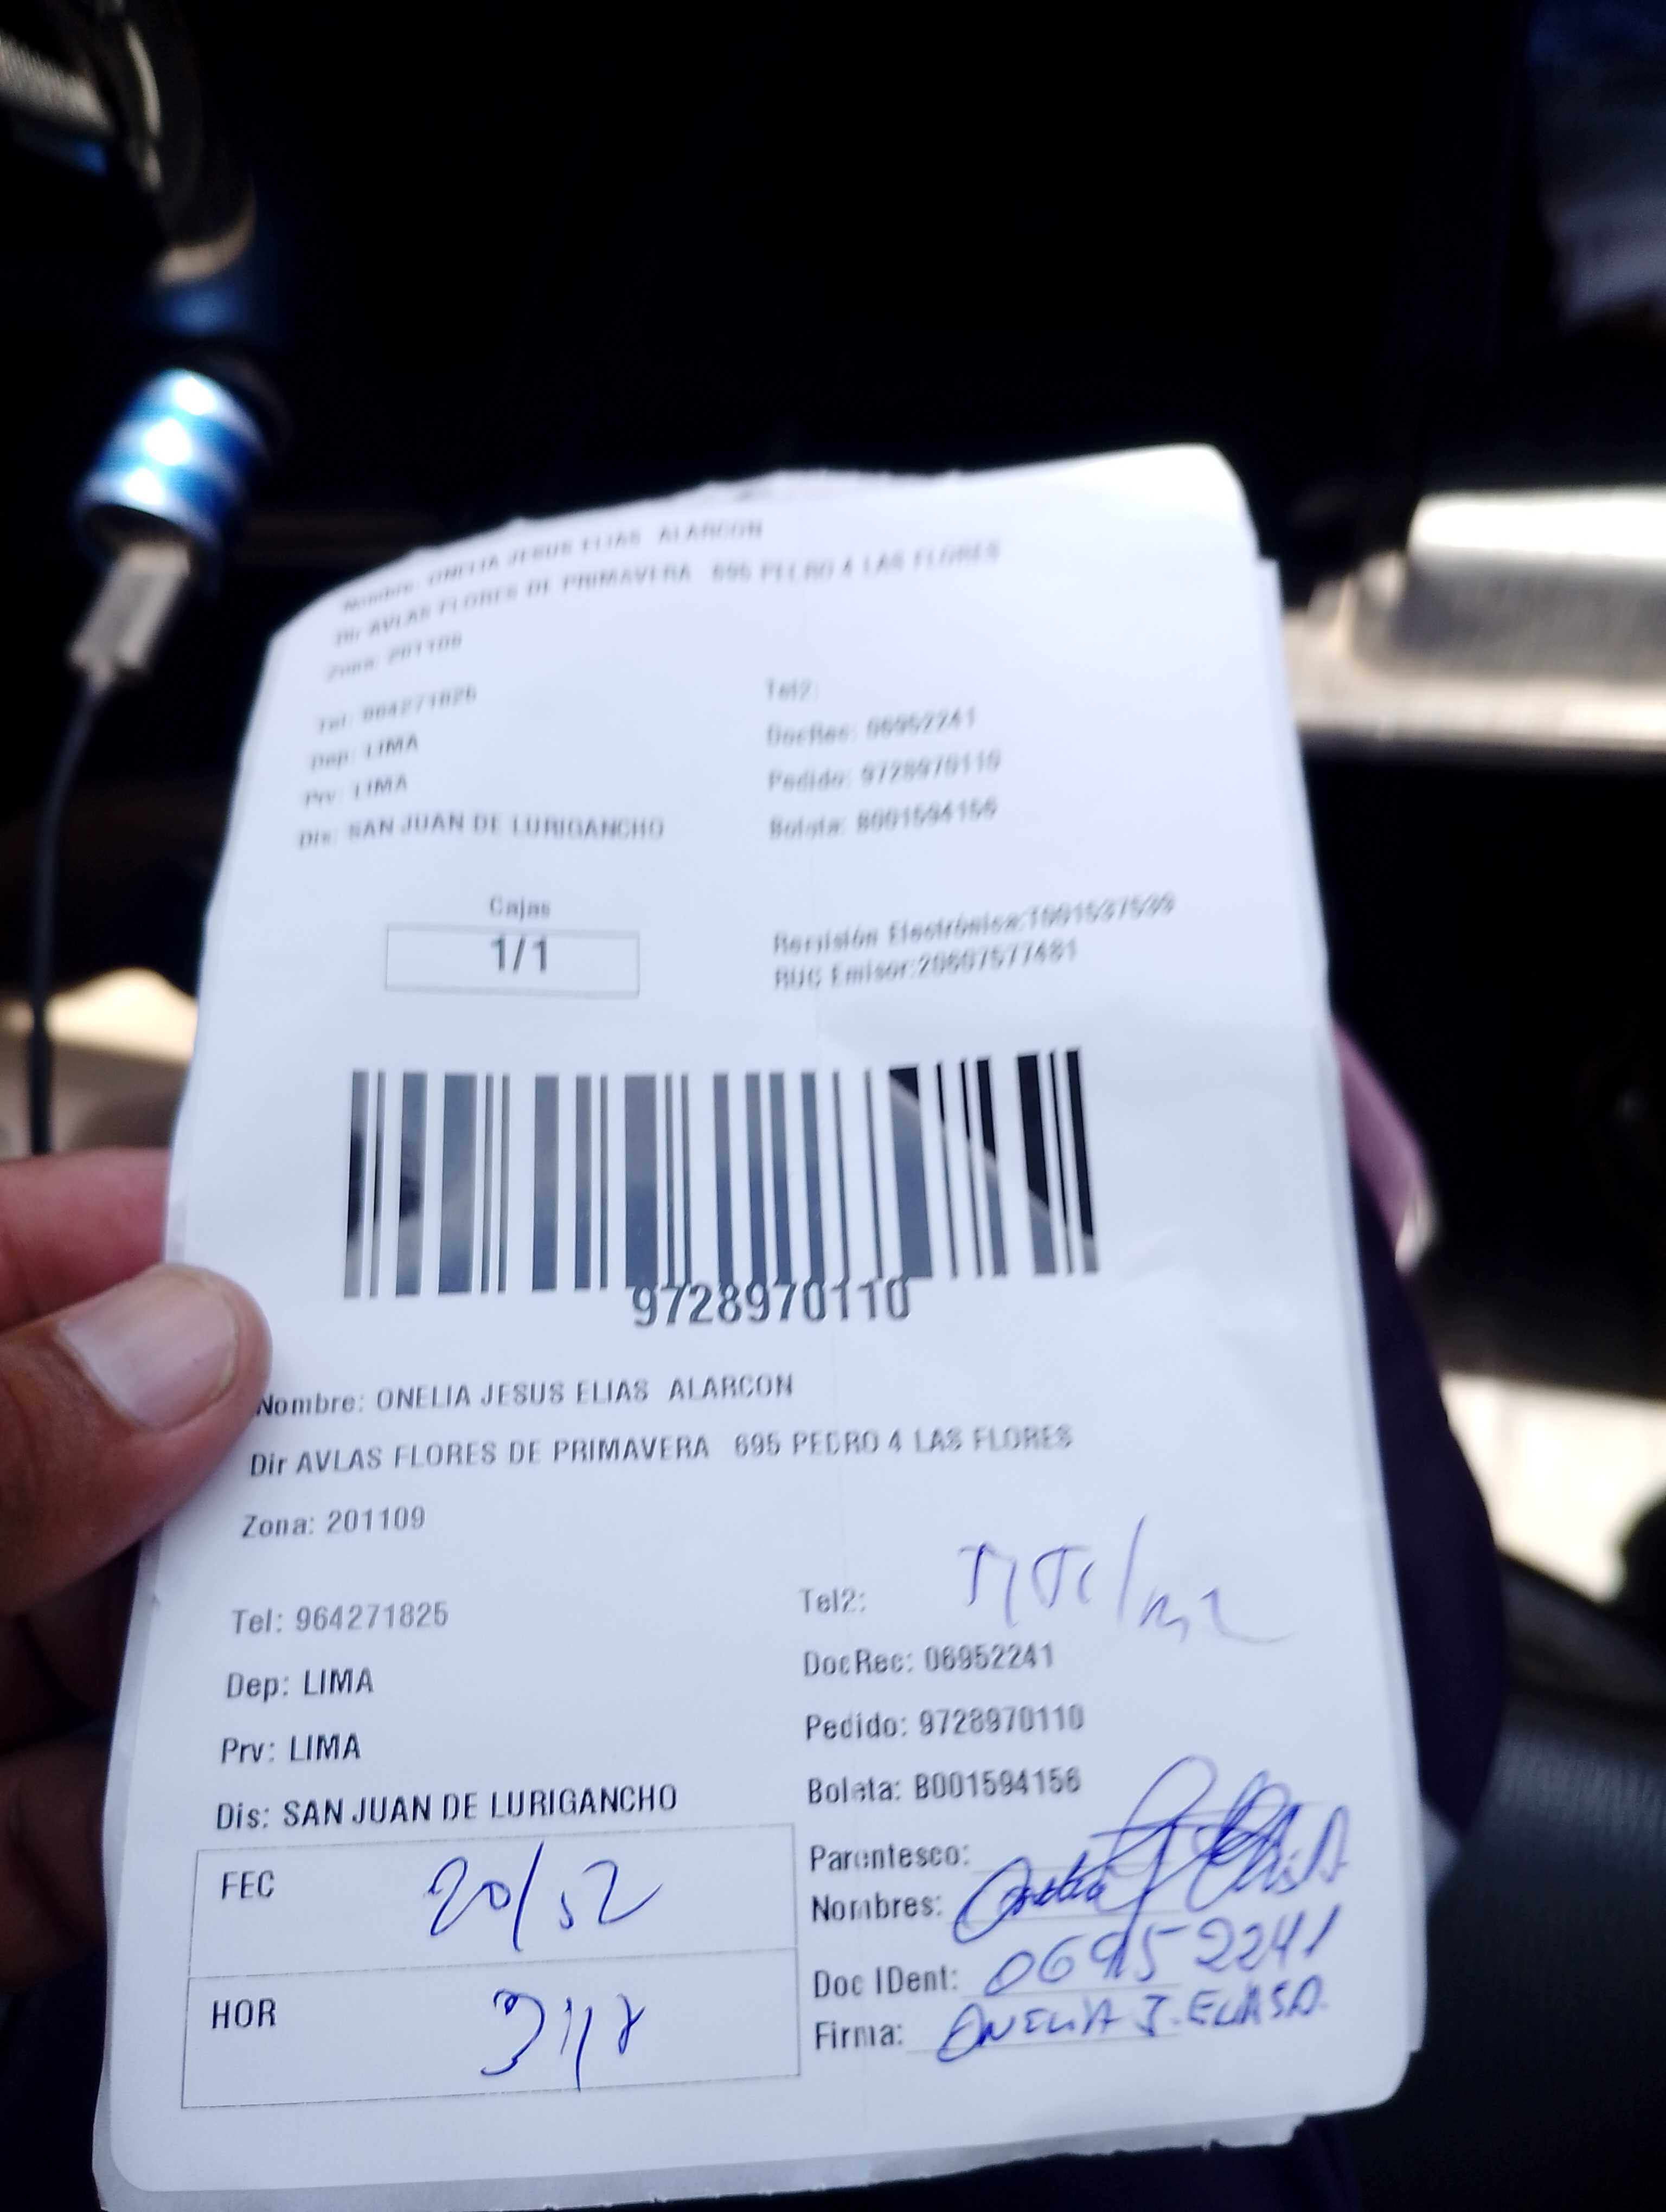 Nombre: ONELIA JESUS ELIAS ALARCON
Dir AVLAS FLORES DE PRIMAVERA 695 PEDRO 4 LAS FLORES
Zona: 201109
Tel: 964271825
Tel2:
Dep: LIMA
DocRec: 06952241
Prv: LIMA
Pedido: 9728970110
Dis: SAN JUAN DE LURIGANCHO
Boleta: B001594156
Cajas
1/1
RUC Emisor:20607577481
9728970110
Nombre: ONELIA JESUS ELIAS ALARCON
Dir AVLAS FLORES DE PRIMAVERA 695 PEDRO 4 LAS FLORES
Zona: 201109
Tel: 964271825
Tel2:
Dep: LIMA
DocRec: 06952241
Prv: LIMA
Pedido: 9728970110
Dis: SAN JUAN DE LURIGANCHO
Boleta: B001594156
FEC
Parentesco:
Nombres:
HOR
Doc IDent: 06952241
Firma: ONELIA J. ELIAS A.